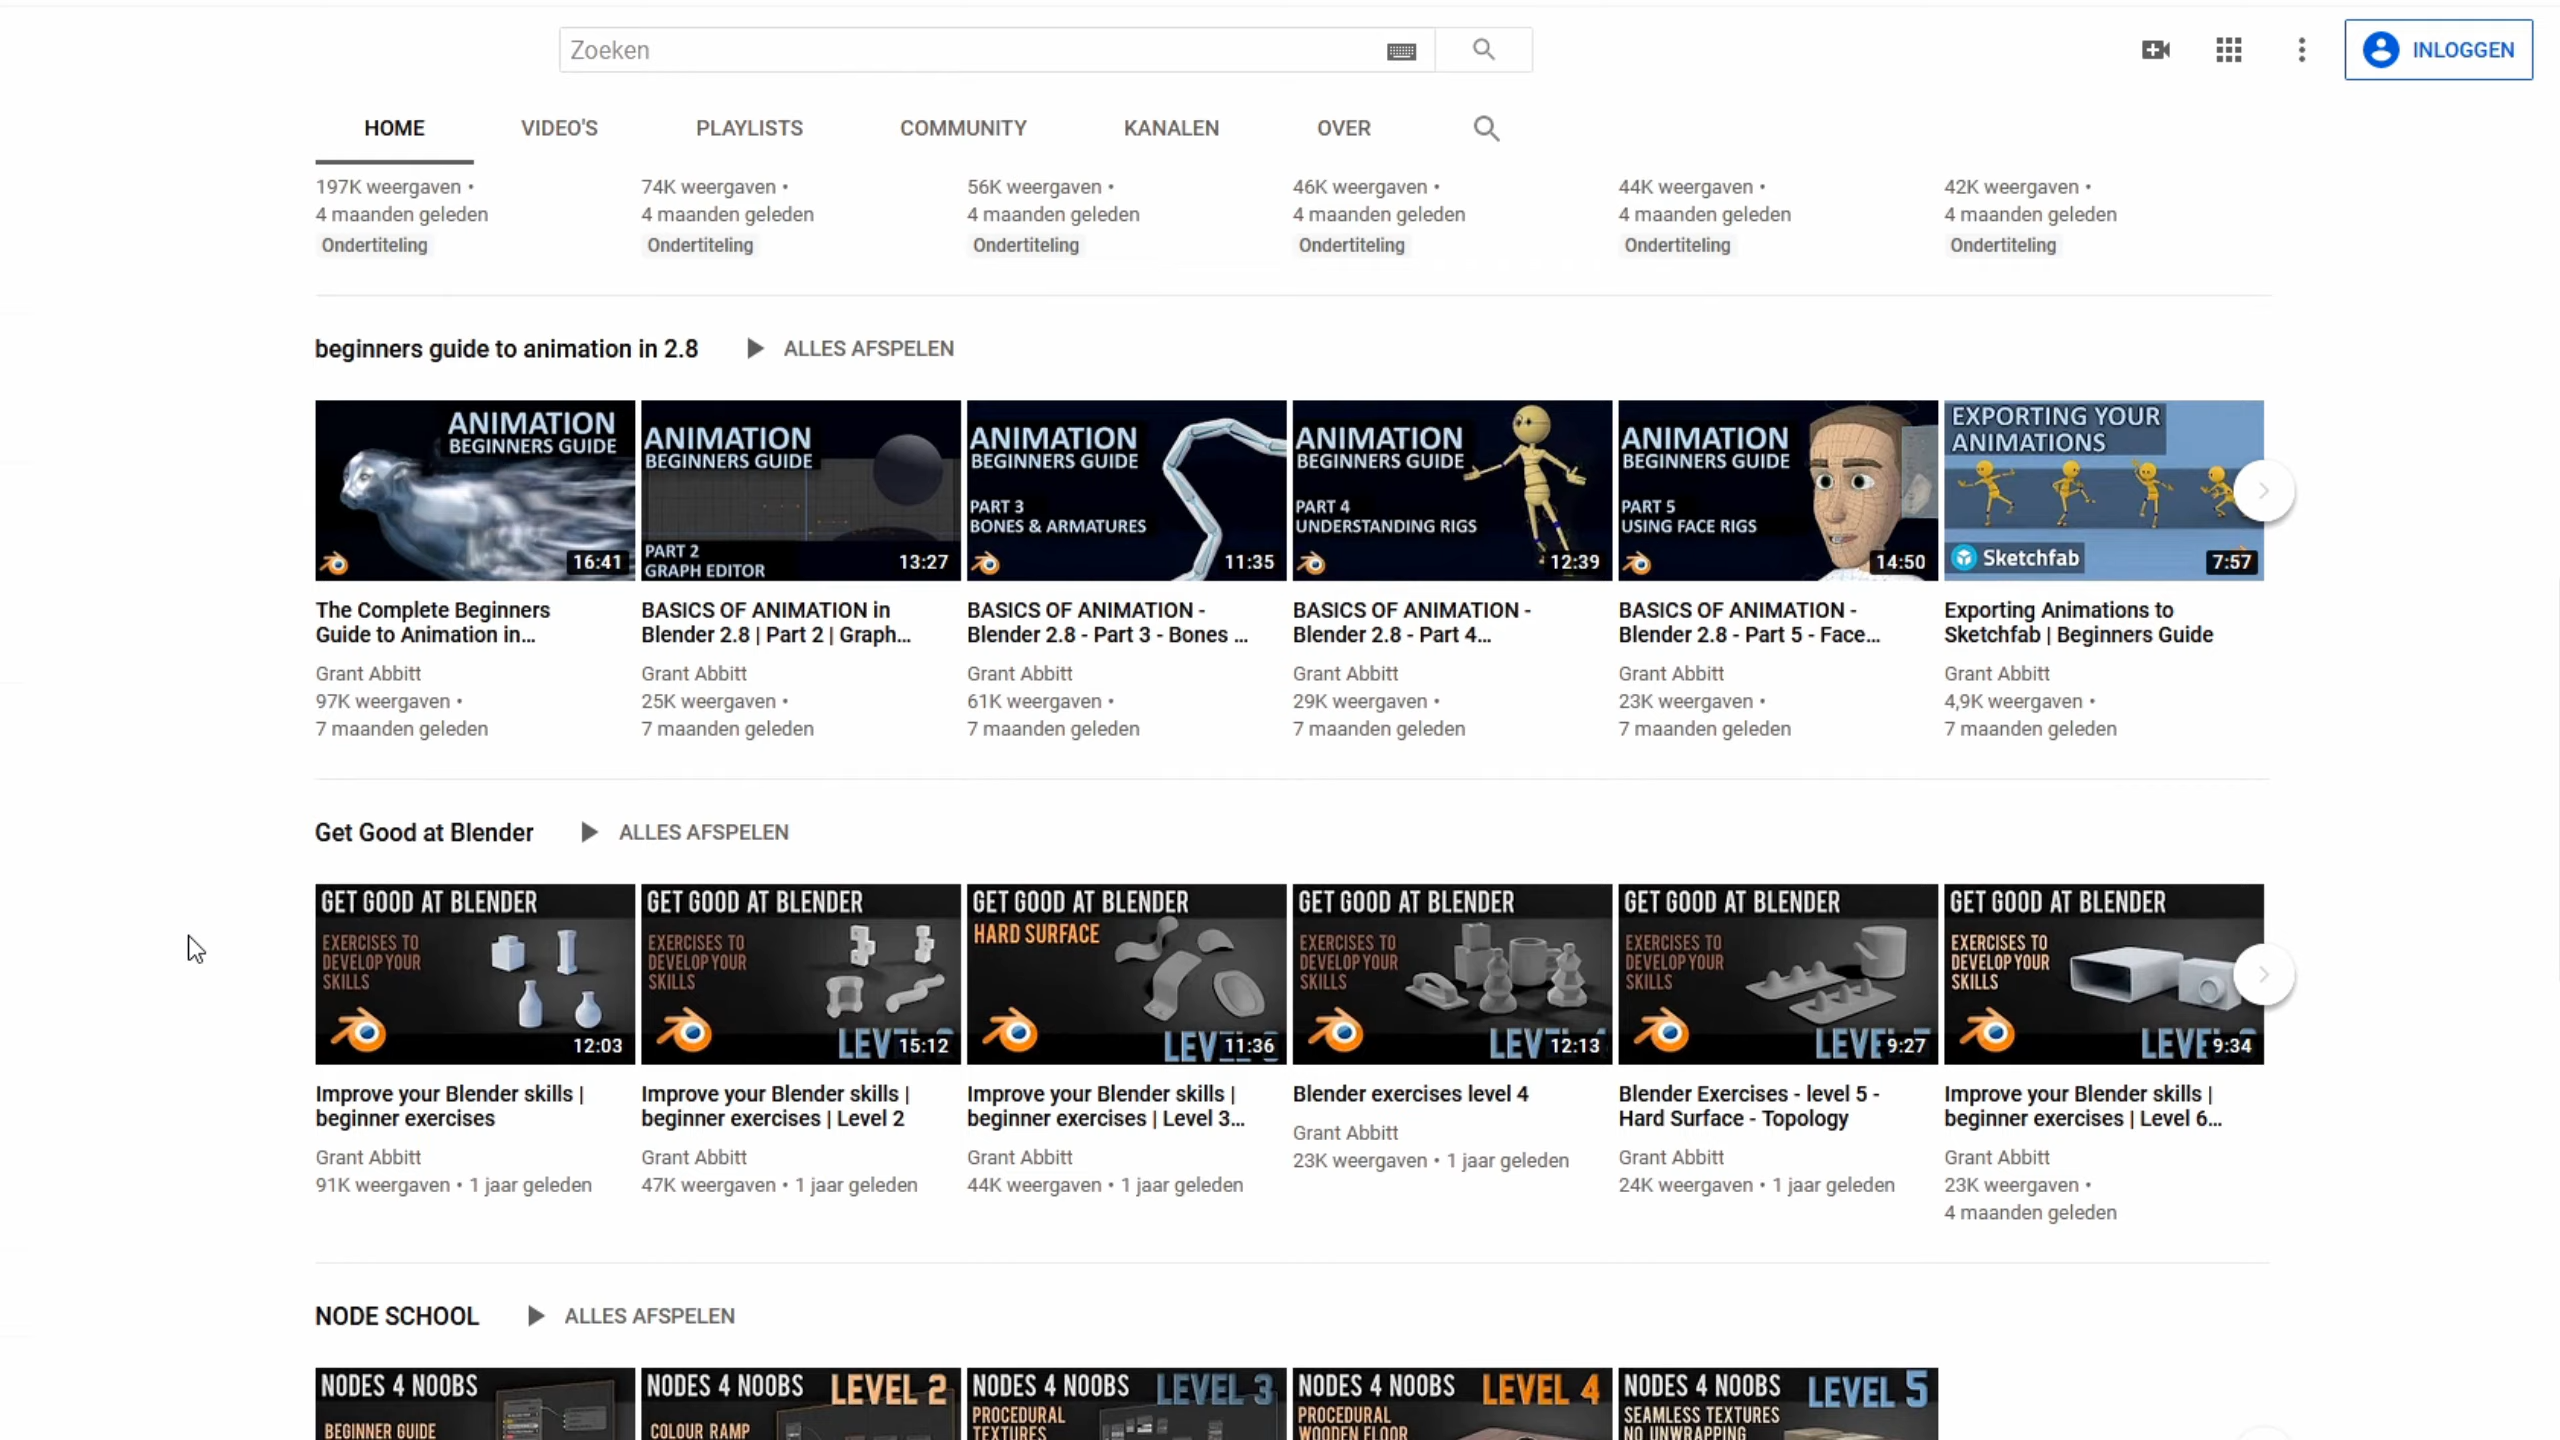 Zoeken
INLOGGEN
HOME VIDEO'S PLAYLISTS COMMUNITY KANALEN OVER
197K weergaven • 74K weergaven • 56K weergaven • 46K weergaven • 44K weergaven • 42K weergaven •
4 maanden geleden 4 maanden geleden 4 maanden geleden 4 maanden geleden 4 maanden geleden 4 maanden geleden
Ondertiteling Ondertiteling Ondertiteling Ondertiteling Ondertiteling Ondertiteling
beginners guide to animation in 2.8 ALLES AFSPELEN
ANIMATION
BEGINNERS GUIDE
16:41
ANIMATION
BEGINNERS GUIDE
PART 2
GRAPH EDITOR
13:27
ANIMATION
BEGINNERS GUIDE
PART 3
BONES & ARMATURES
11:35
ANIMATION
BEGINNERS GUIDE
PART 4
UNDERSTANDING RIGS
12:39
ANIMATION
BEGINNERS GUIDE
PART 5
USING FACE RIGS
14:50
EXPORTING YOUR
ANIMATIONS
Sketchfab
7:57
The Complete Beginners
Guide to Animation in...
Grant Abbitt
97K weergaven •
7 maanden geleden
BASICS OF ANIMATION in
Blender 2.8 | Part 2 | Graph...
Grant Abbitt
25K weergaven •
7 maanden geleden
BASICS OF ANIMATION -
Blender 2.8 - Part 3 - Bones ...
Grant Abbitt
61K weergaven •
7 maanden geleden
BASICS OF ANIMATION -
Blender 2.8 - Part 4...
Grant Abbitt
29K weergaven •
7 maanden geleden
BASICS OF ANIMATION -
Blender 2.8 - Part 5 - Face...
Grant Abbitt
23K weergaven •
7 maanden geleden
Exporting Animations to
Sketchfab | Beginners Guide
Grant Abbitt
4,9K weergaven •
7 maanden geleden
Get Good at Blender ALLES AFSPELEN
GET GOOD AT BLENDER
EXERCISES TO
DEVELOP YOUR
SKILLS
12:03
GET GOOD AT BLENDER
EXERCISES TO
DEVELOP YOUR
SKILLS
15:12
GET GOOD AT BLENDER
HARD SURFACE
11:36
GET GOOD AT BLENDER
EXERCISES TO
DEVELOP YOUR
SKILLS
12:13
GET GOOD AT BLENDER
EXERCISES TO
DEVELOP YOUR
SKILLS
9:27
GET GOOD AT BLENDER
EXERCISES TO
DEVELOP YOUR
SKILLS
9:34
Improve your Blender skills |
beginner exercises
Grant Abbitt
91K weergaven • 1 jaar geleden
Improve your Blender skills |
beginner exercises | Level 2
Grant Abbitt
47K weergaven • 1 jaar geleden
Improve your Blender skills |
beginner exercises | Level 3...
Grant Abbitt
44K weergaven • 1 jaar geleden
Blender exercises level 4
Grant Abbitt
23K weergaven • 1 jaar geleden
Blender Exercises - level 5 -
Hard Surface - Topology
Grant Abbitt
24K weergaven • 1 jaar geleden
Improve your Blender skills |
beginner exercises | Level 6...
Grant Abbitt
23K weergaven •
4 maanden geleden
NODE SCHOOL ALLES AFSPELEN
NODES 4 NOOBS
BEGINNER GUIDE
NODES 4 NOOBS LEVEL 2
COLOUR RAMP
NODES 4 NOOBS LEVEL 3
PROCEDURAL
TEXTURES
NODES 4 NOOBS LEVEL 4
PROCEDURAL
WOODEN FLOOR
NODES 4 NOOBS LEVEL 5
SEAMLESS TEXTURES
NO UNWRAPPING